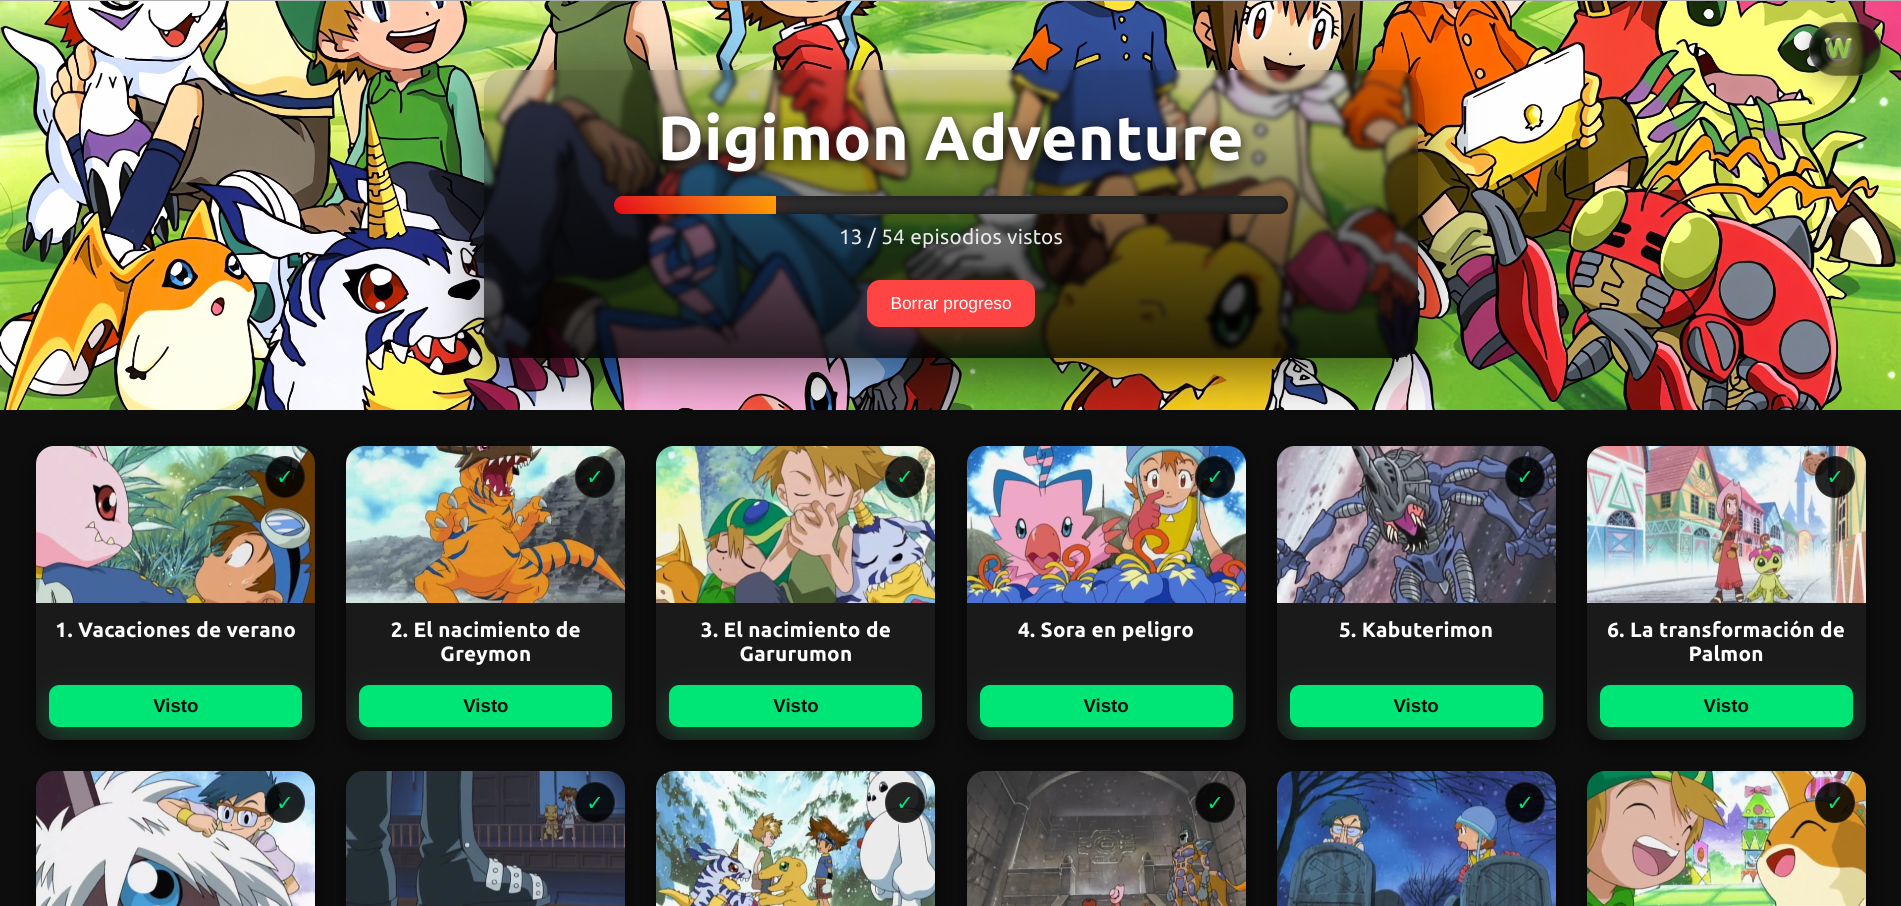 W
Digimon Adventure
13 / 54 episodios vistos
Borrar progreso
1. Vacaciones de verano
Visto
2. El nacimiento de
Greymon
Visto
3. El nacimiento de
Garurumon
Visto
4. Sora en peligro
Visto
5. Kabuterimon
Visto
6. La transformación de
Palmon
Visto